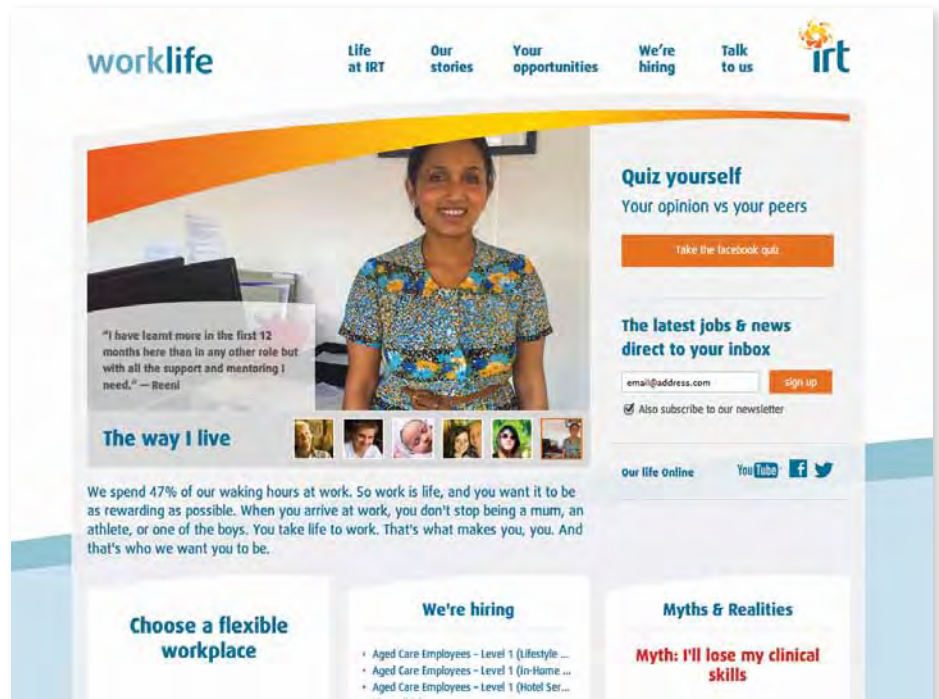 worklife
Life
at IRT
Our
stories
Your
opportunities
We're
hiring
Talk
to us
irt
"I have learnt more in the first 12
months here than in any other role but
with all the support and mentoring I
need." — Reeni
The way I live
Quiz yourself
Your opinion vs your peers
Take the facebook quiz
The latest jobs & news
direct to your inbox
email@address.com
sign up
Also subscribe to our newsletter
Our life Online
YouTube
We spend 47% of our waking hours at work. So work is life, and you want it to be
as rewarding as possible. When you arrive at work, you don't stop being a mum, an
athlete, or one of the boys. You take life to work. That's what makes you, you. And
that's who we want you to be.
Choose a flexible
workplace
We're hiring
Aged Care Employees – Level 1 (Lifestyle ...
Aged Care Employees – Level 1 (In-Home ...
Aged Care Employees – Level 1 (Hotel Ser...
Myths & Realities
Myth: I'll lose my clinical
skills